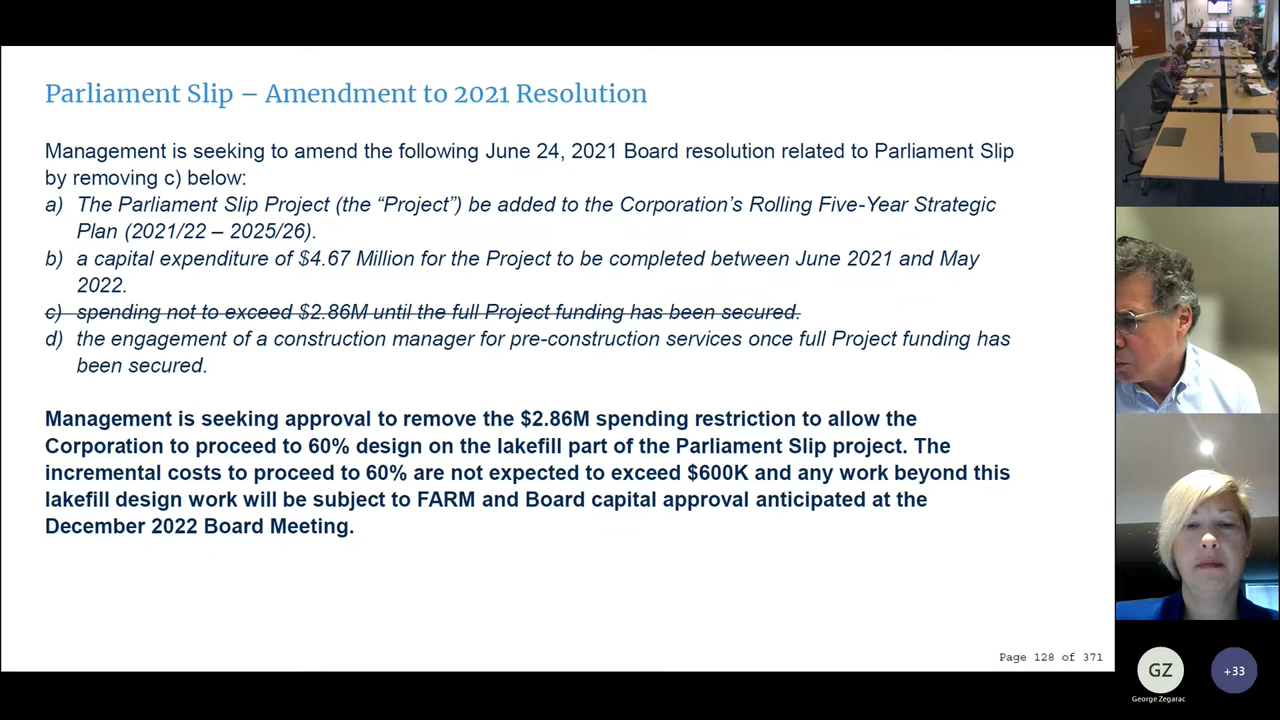 Parliament Slip – Amendment to 2021 Resolution
Management is seeking to amend the following June 24, 2021 Board resolution related to Parliament Slip
by removing c) below:
a) The Parliament Slip Project (the “Project”) be added to the Corporation’s Rolling Five-Year Strategic
Plan (2021/22 – 2025/26).
b) a capital expenditure of $4.67 Million for the Project to be completed between June 2021 and May
2022.
c) spending not to exceed $2.86M until the full Project funding has been secured.
d) the engagement of a construction manager for pre-construction services once full Project funding has
been secured.
Management is seeking approval to remove the $2.86M spending restriction to allow the
Corporation to proceed to 60% design on the lakefill part of the Parliament Slip project. The
incremental costs to proceed to 60% are not expected to exceed $600K and any work beyond this
lakefill design work will be subject to FARM and Board capital approval anticipated at the
December 2022 Board Meeting.
Page 128 of 371
GZ
George Zegarac
+33